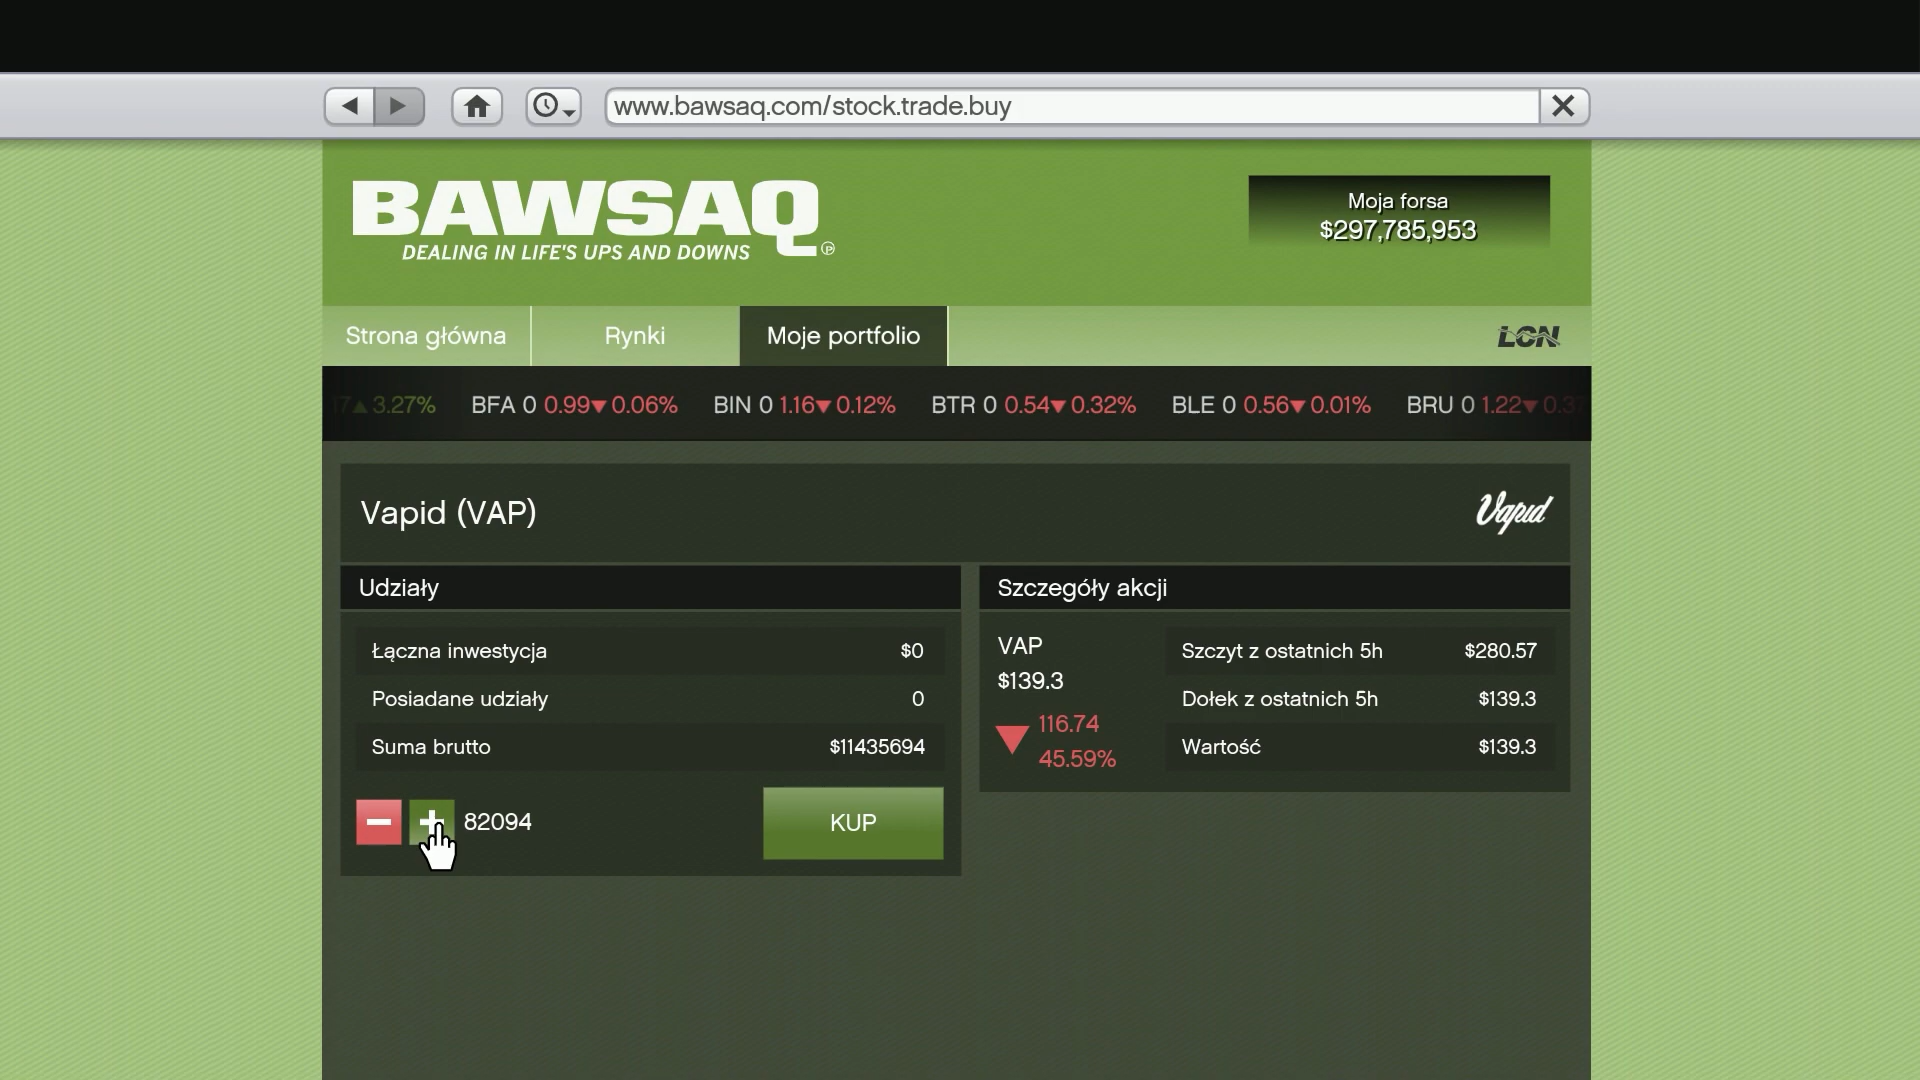 www.bawsaq.com/stock.trade.buy
BAWSAQ
DEALING IN LIFE'S UPS AND DOWNS
Moja forsa
$297,785,953
Strona główna Rynki Moje portfolio LCN
7▲3.27% BFA 0 0.99▼0.06% BIN 0 1.16▼0.12% BTR 0 0.54▼0.32% BLE 0 0.56▼0.01% BRU 0 1.22▼0.3
Vapid (VAP) Vapid
Udziały
Łączna inwestycja $0
Posiadane udziały 0
Suma brutto $11435694
82094 KUP
Szczegóły akcji
VAP
$139.3
116.74
45.59%
Szczyt z ostatnich 5h $280.57
Dołek z ostatnich 5h $139.3
Wartość $139.3